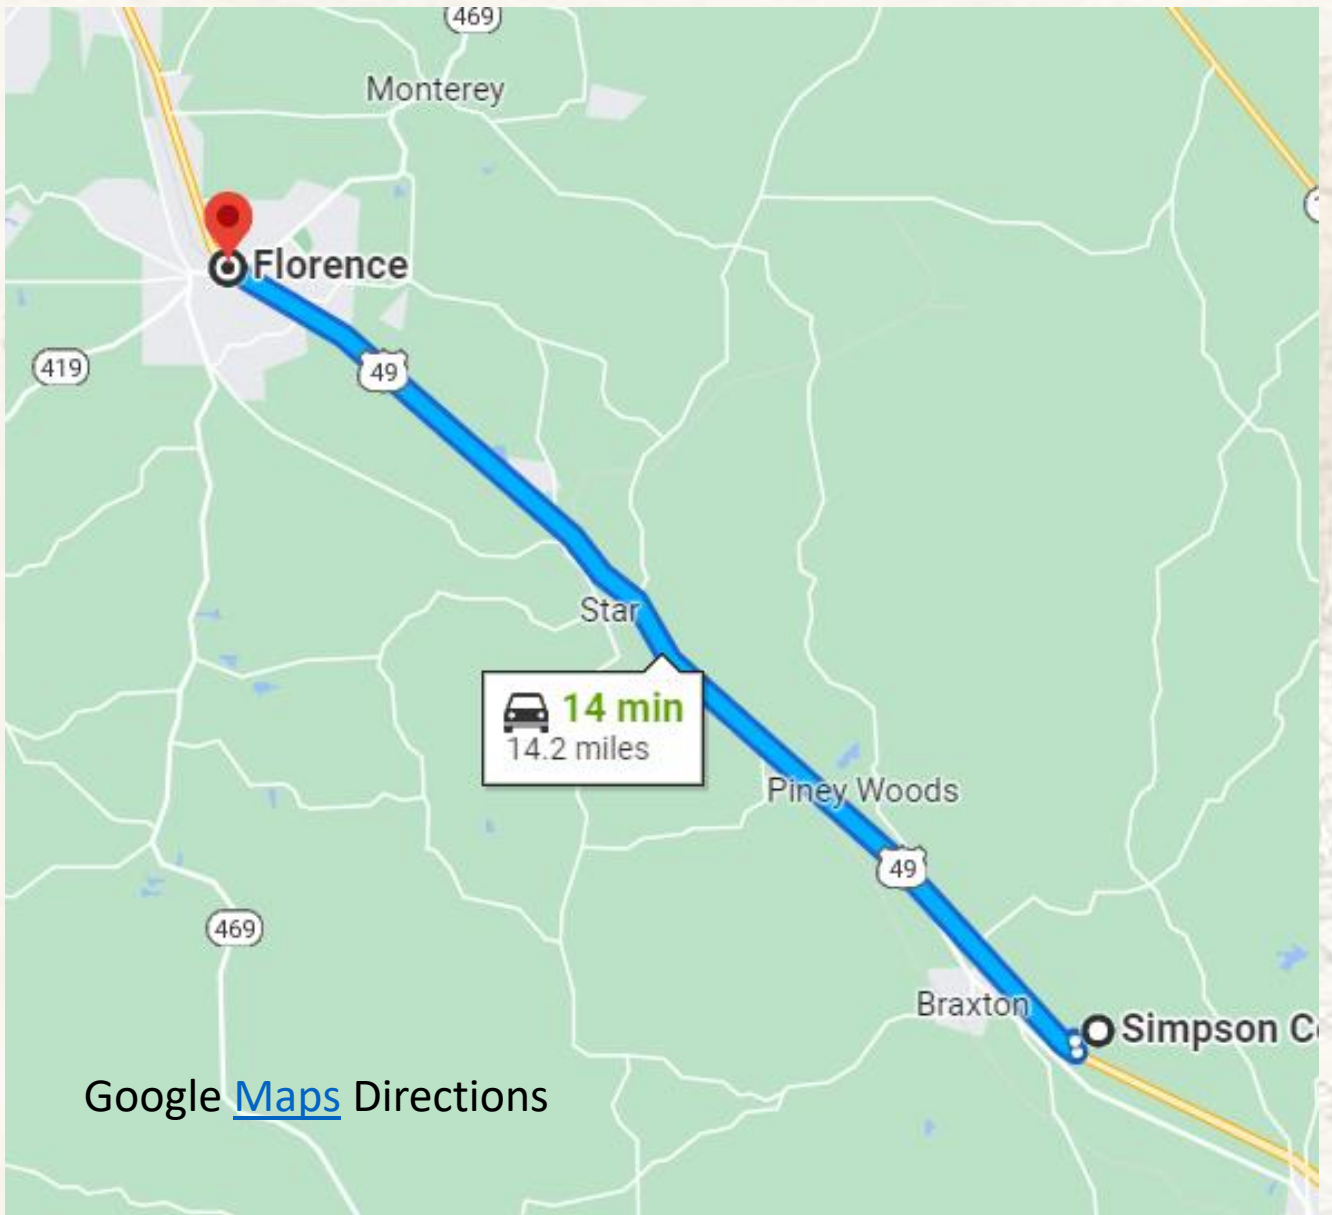 469
Monterey
Florence
419
49
Star
14 min
14.2 miles
Piney Woods
49
469
Braxton
Simpson
Google Maps Directions